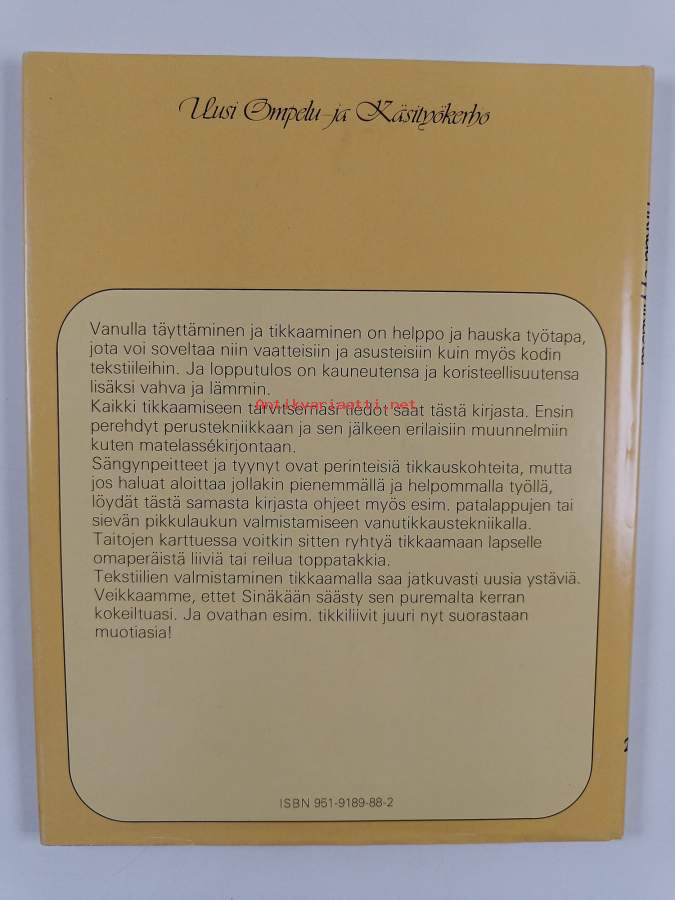 Uusi Ompelu-ja Käsityökerho
Vanulla täyttäminen ja tikkaaminen on helppo ja hauska työtapa,
jota voi soveltaa niin vaatteisiin ja asusteisiin kuin myös kodin
tekstiileihin. Ja lopputulos on kauneutensa ja koristeellisuutensa
lisäksi vahva ja lämmin.
Antikvariaatti.net
Kaikki tikkaamiseen tarvitsemasi tiedot saat tästä kirjasta. Ensin
perehdyt perustekniikkaan ja sen jälkeen erilaisiin muunnelmiin
kuten matelassékirjontaan.
Sängynpeitteet ja tyynyt ovat perinteisiä tikkauskohteita, mutta
jos haluat aloittaa jollakin pienemmällä ja helpommalla työllä,
löydät tästä samasta kirjasta ohjeet myös esim. patalappujen tai
sievän pikkulaukun valmistamiseen vanutikkaustekniikalla.
Taitojen karttuessa voitkin sitten ryhtyä tikkaamaan lapselle
omaperäistä liiviä tai reilua toppatakkia.
Tekstiilien valmistaminen tikkaamalla saa jatkuvasti uusia ystäviä.
Veikkaamme, ettet Sinäkään säästy sen puremalta kerran
kokeiltuasi. Ja ovathan esim. tikkiliivit juuri nyt suorastaan
muotiasia!
ISBN 951-9189-88-2